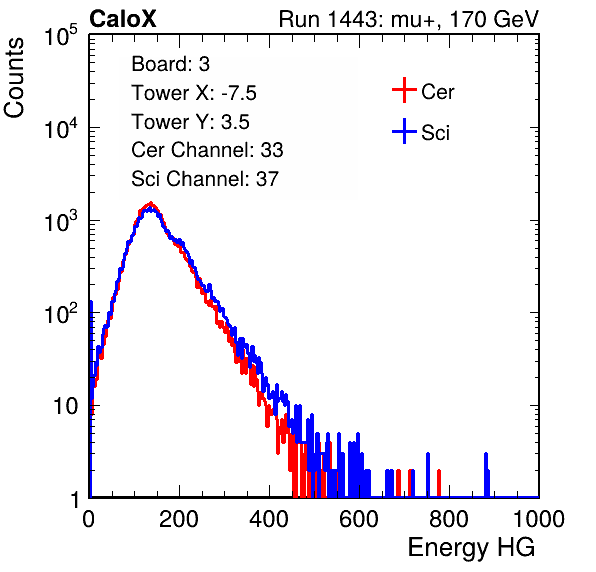 CaloX Run 1443: mu+, 170 GeV
Counts
Board: 3
Tower X: -7.5
Tower Y: 3.5
Cer Channel: 33
Sci Channel: 37
Cer
Sci
10^5
10^4
10^3
10^2
10
1
0 200 400 600 800 1000
Energy HG